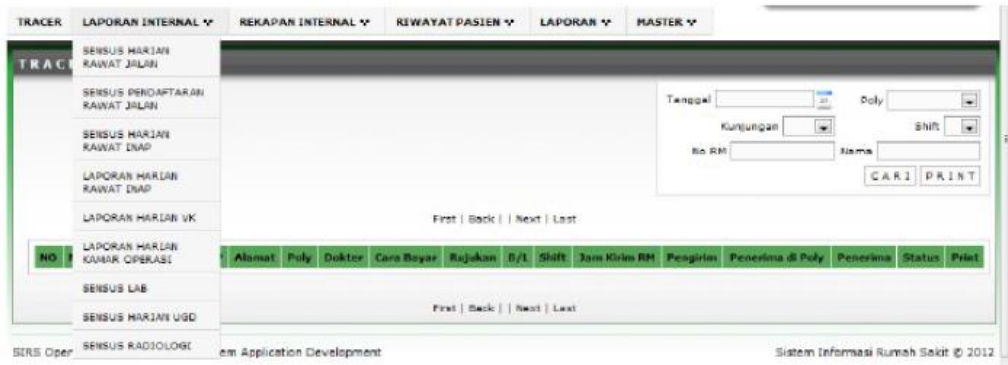 TRACER LAPORAN INTERNAL REKAPAN INTERNAL RIWAYAT PASIEN LAPORAN MASTER
SENSUS HARIAN
RAWAT JALAN
TRAC
SENSUS PENDAFTARAN
RAWAT JALAN
SENSUS HARIAN
RAWAT INAP
LAPORAN HARIAN
RAWAT INAP
LAPORAN HARIAN VK
LAPORAN HARIAN
KAMAR OPERASI
SENSUS LAB
SENSUS HARIAN UGD
SENSUS RADIOLOGI
Tanggal Poly
Kunjungan Shift
No RM Nama
CARI PRINT
First | Back | | Next | Last
NO Alamat Poly Dokter Cara Bayar Rujukan B/L Shift Jam Kirim RM Pengirim Penerima di Poly Penerima Status Print
First | Back | | Next | Last
SIRS Oper em Application Development Sistem Informasi Rumah Sakit © 2012